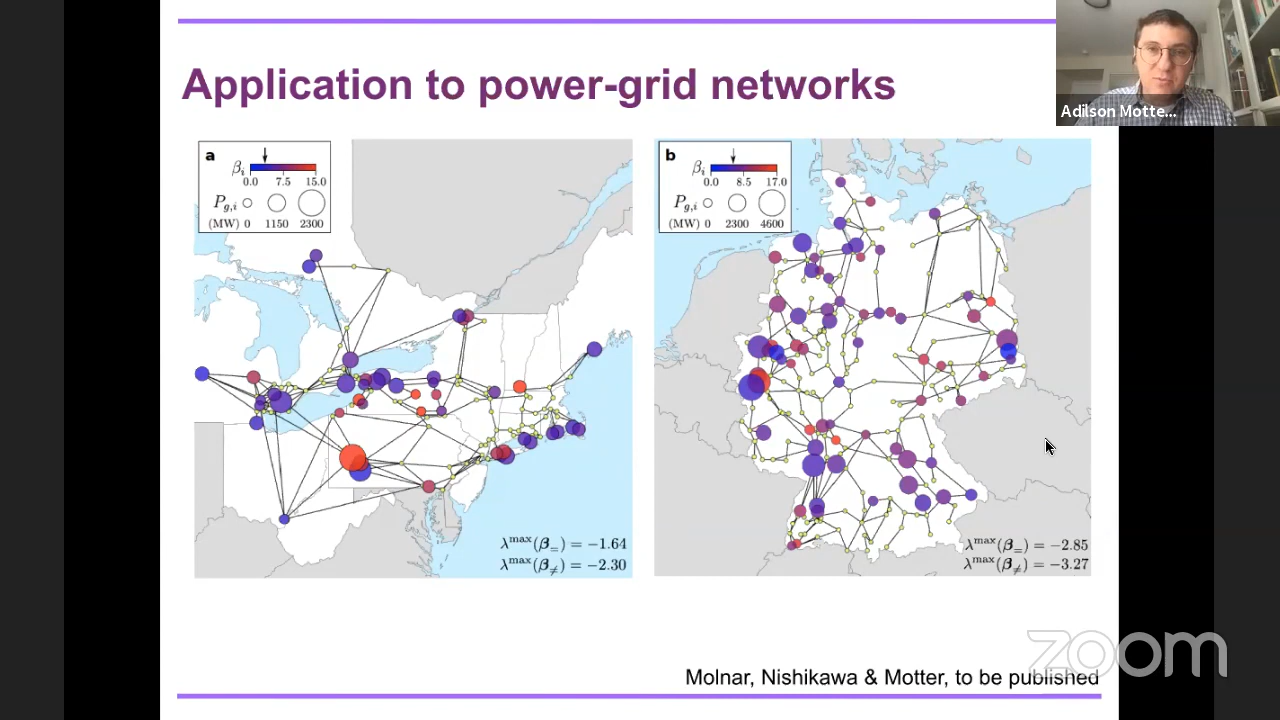 Application to power-grid networks
Adilson Motte...
a
βi
0.0 7.5 15.0
Pg,i
(MW) 0 1150 2300
λmax(β=) = −1.64
λmax(β≠) = −2.30
b
βi
0.0 8.5 17.0
Pg,i
(MW) 0 2300 4600
λmax(β=) = −2.85
λmax(β≠) = −3.27
zoom
Molnar, Nishikawa & Motter, to be published